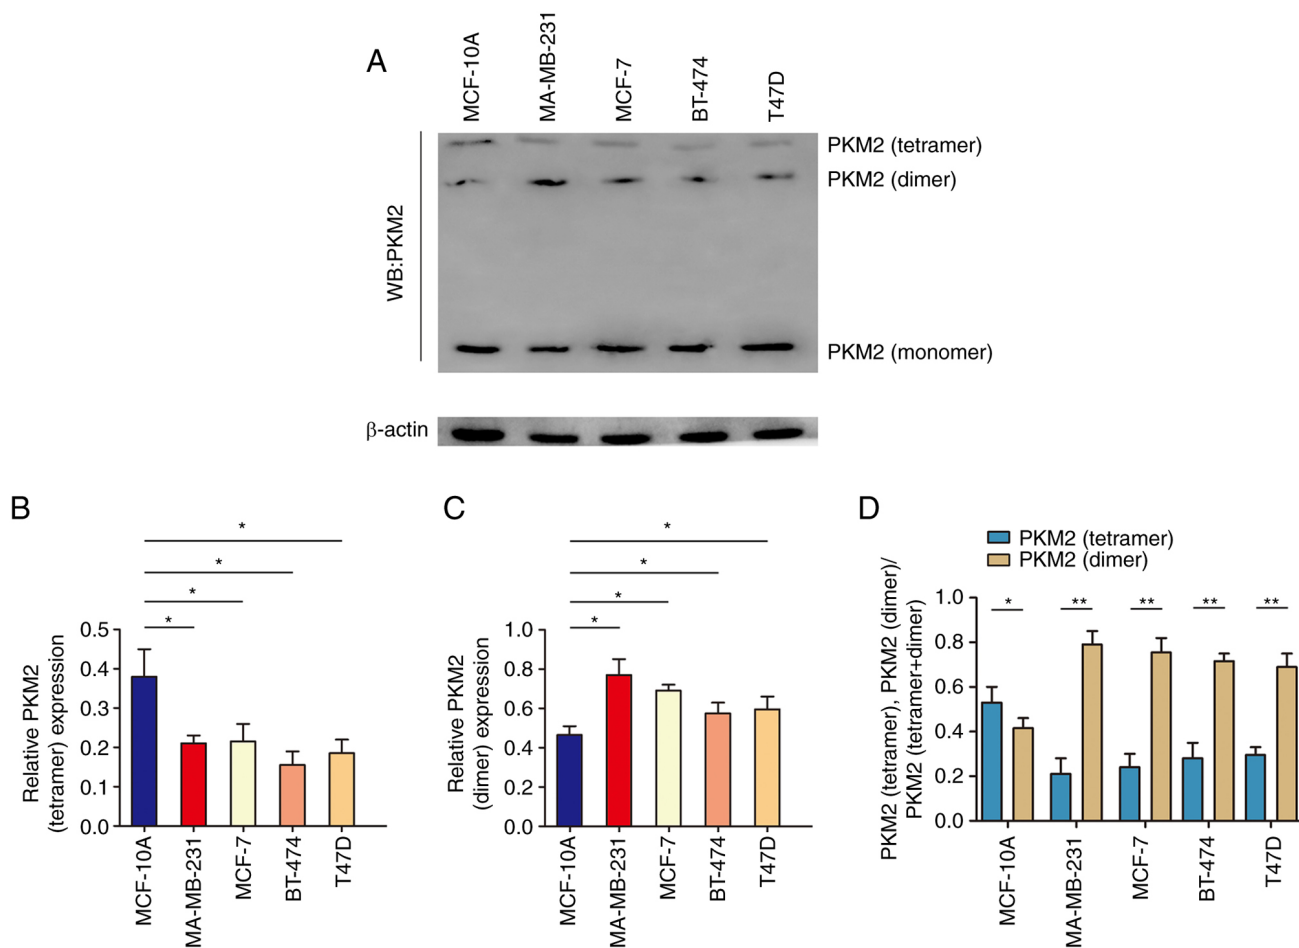 A
MCF-10A
MA-MB-231
MCF-7
BT-474
T47D
WB:PKM2
PKM2 (tetramer)
PKM2 (dimer)
PKM2 (monomer)
β-actin
B
*
*
*
*
Relative PKM2
(tetramer) expression
0.5
0.4
0.3
0.2
0.1
0.0
MCF-10A
MA-MB-231
MCF-7
BT-474
T47D
C
*
*
*
*
Relative PKM2
(dimer) expression
1.0
0.8
0.6
0.4
0.2
0.0
MCF-10A
MA-MB-231
MCF-7
BT-474
T47D
D
PKM2 (tetramer)
PKM2 (dimer)
PKM2 (tetramer), PKM2 (dimer)/
PKM2 (tetramer+dimer)
1.0
0.8
0.6
0.4
0.2
0.0
*
**
**
**
**
MCF-10A
MA-MB-231
MCF-7
BT-474
T47D